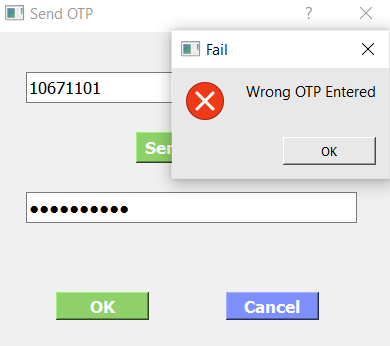 Send OTP
?
Fail
10671101
Wrong OTP Entered
OK
●●●●●●●●●●
OK
Cancel